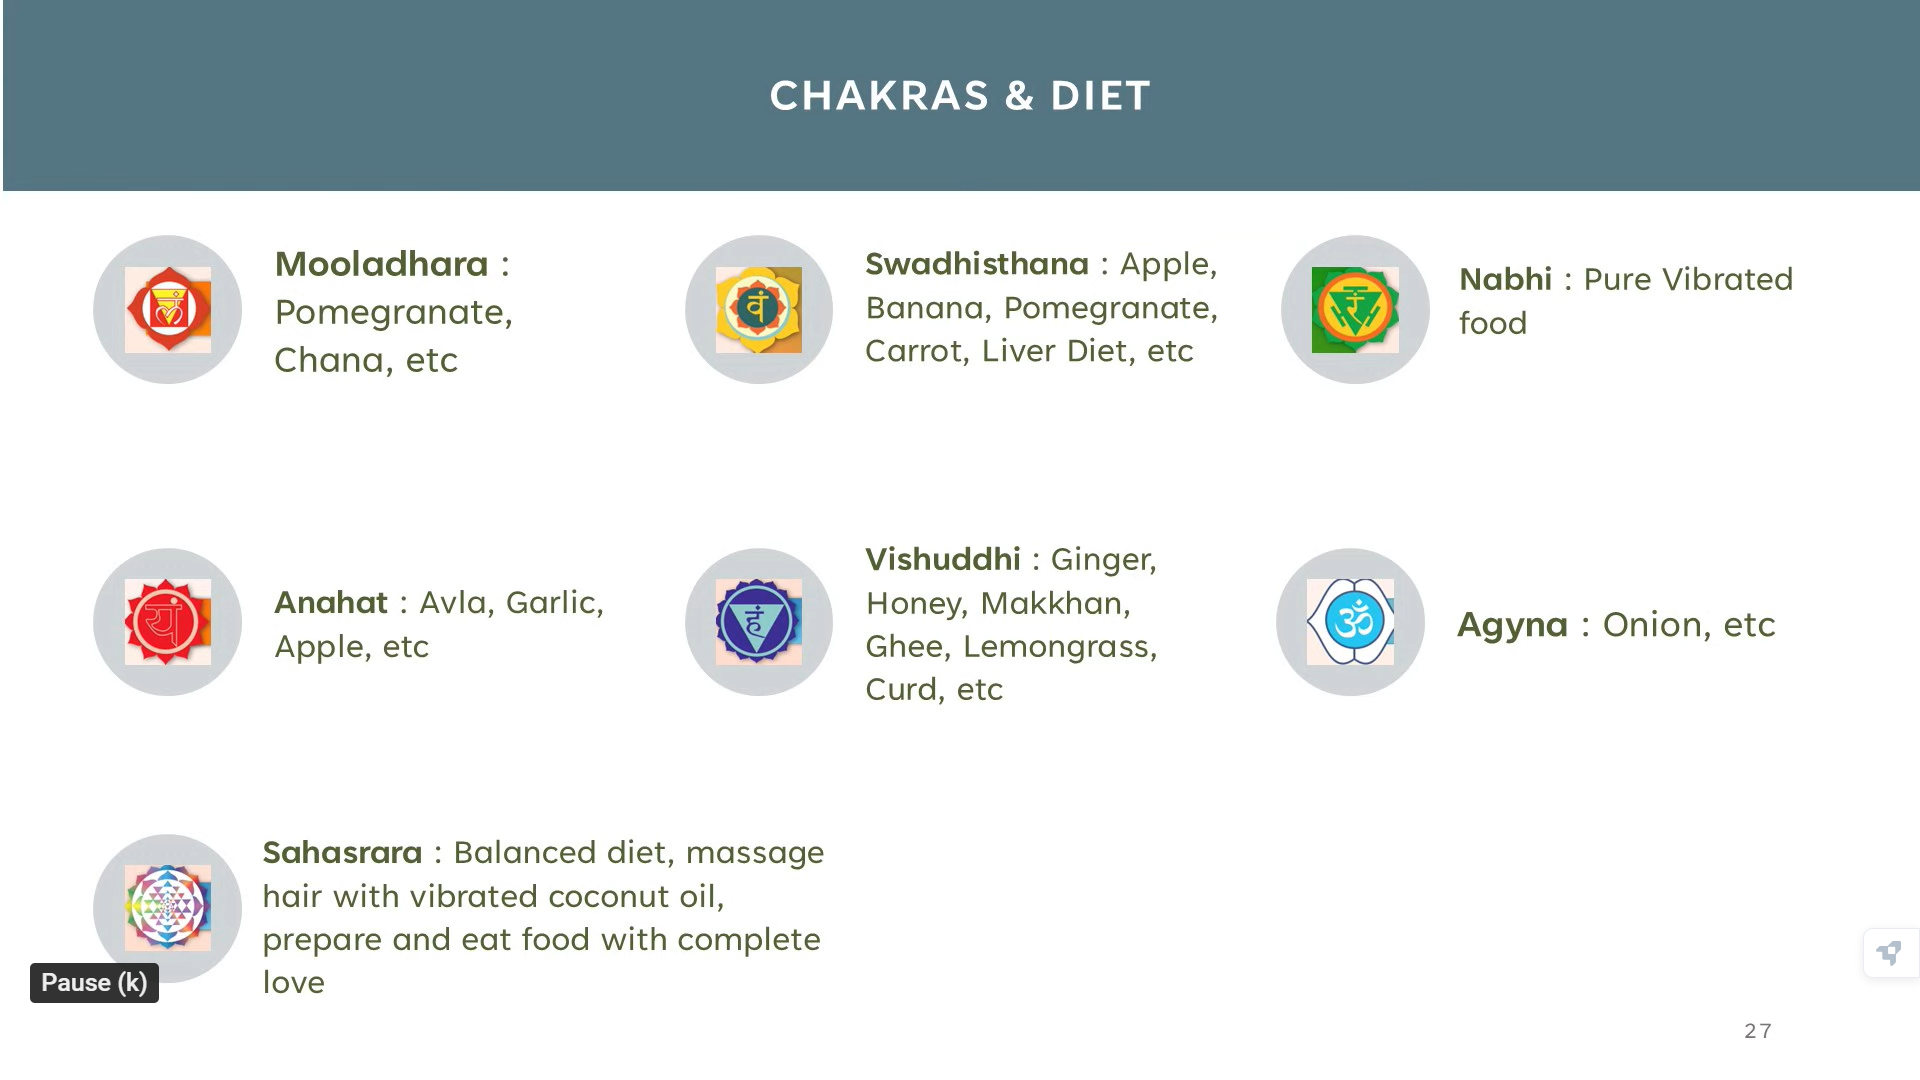 CHAKRAS & DIET
Mooladhara :
Pomegranate,
Chana, etc
Swadhisthana : Apple,
Banana, Pomegranate,
Carrot, Liver Diet, etc
Nabhi : Pure Vibrated
food
Anahat : Avla, Garlic,
Apple, etc
Vishuddhi : Ginger,
Honey, Makkhan,
Ghee, Lemongrass,
Curd, etc
Agyna : Onion, etc
Sahasrara : Balanced diet, massage
hair with vibrated coconut oil,
prepare and eat food with complete
love
Pause (k)
27
वं
रं
यं
हं
ॐ